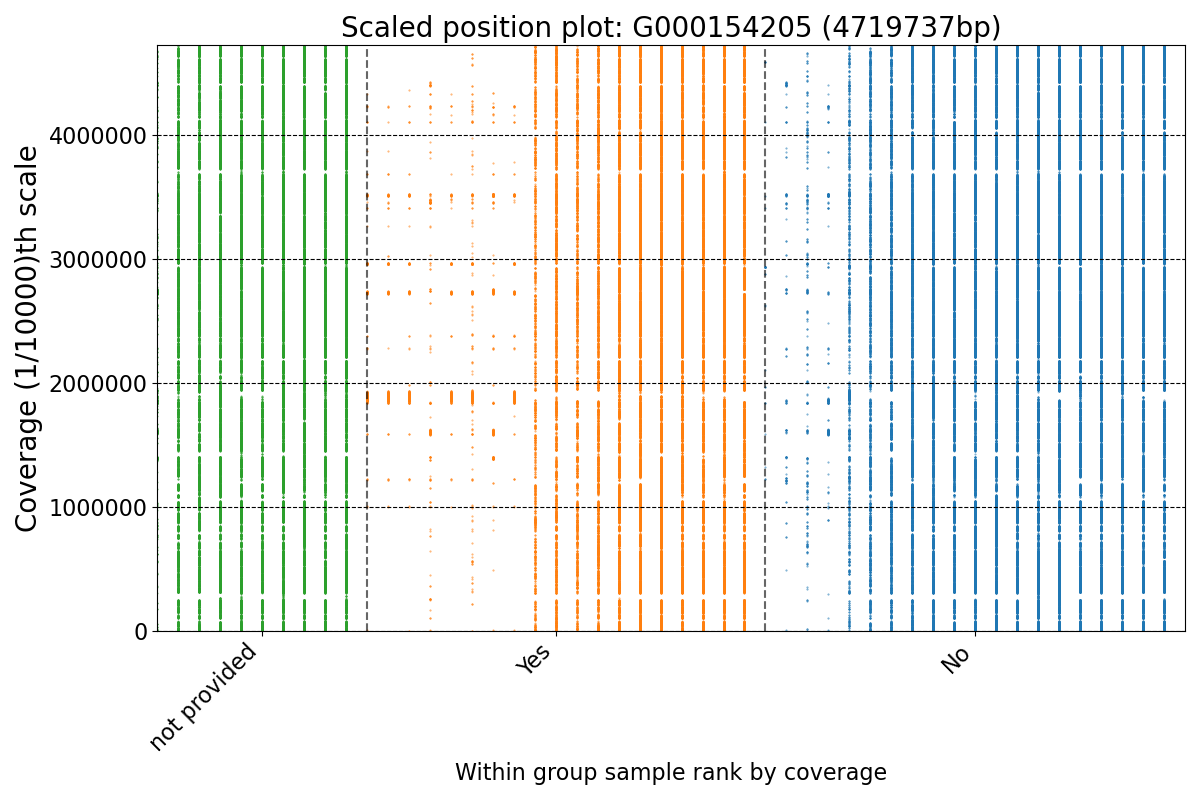 Scaled position plot: G000154205 (4719737bp)
Coverage (1/10000)th scale
4000000
3000000
2000000
1000000
0
not provided
Yes
No
Within group sample rank by coverage